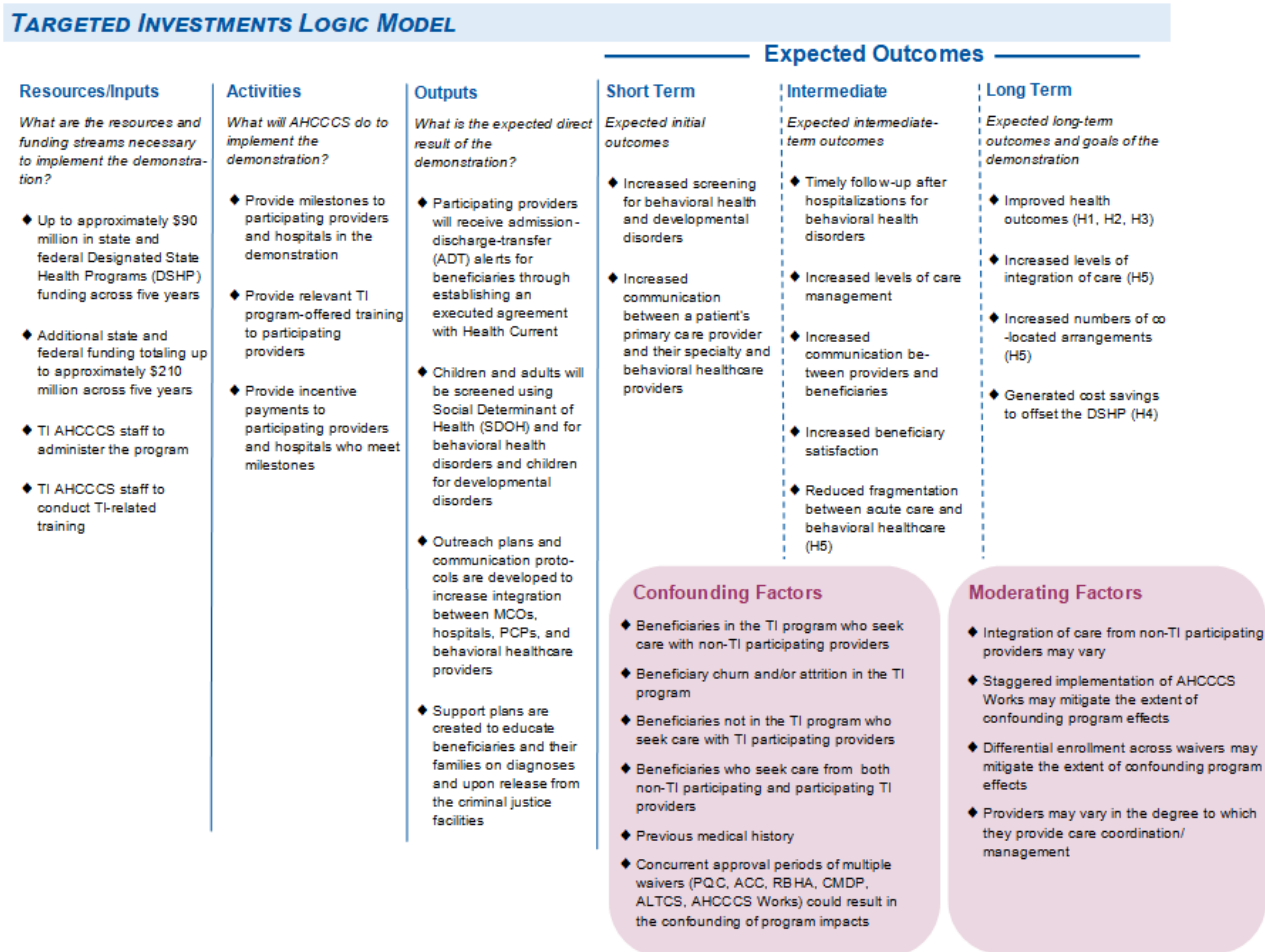 TARGETED INVESTMENTS LOGIC MODEL
Expected Outcomes
Resources/Inputs
What are the resources and
funding streams necessary
to implement the demonstra-
tion?
◆ Up to approximately $90
million in state and
federal Designated State
Health Programs (DSHP)
funding across five years
◆ Additional state and
federal funding totaling up
to approximately $210
million across five years
◆ TI AHCCCS staff to
administer the program
◆ TI AHCCCS staff to
conduct TI-related
training
Activities
What will AHCCCS do to
implement the
demonstration?
◆ Provide milestones to
participating providers
and hospitals in the
demonstration
◆ Provide relevant TI
program-offered training
to participating
providers
◆ Provide incentive
payments to
participating providers
and hospitals who meet
milestones
Outputs
What is the expected direct
result of the
demonstration?
◆ Participating providers
will receive admission-
discharge-transfer
(ADT) alerts for
beneficiaries through
establishing an
executed agreement
with Health Current
◆ Children and adults will
be screened using
Social Determinant of
Health (SDOH) and for
behavioral health
disorders and children
for developmental
disorders
◆ Outreach plans and
communication proto-
cols are developed to
increase integration
between MCOs,
hospitals, PCPs, and
behavioral healthcare
providers
◆ Support plans are
created to educate
beneficiaries and their
families on diagnoses
and upon release from
the criminal justice
facilities
Short Term
Expected initial
outcomes
◆ Increased screening
for behavioral health
and developmental
disorders
◆ Increased
communication
between a patient's
primary care provider
and their specialty and
behavioral healthcare
providers
Intermediate
Expected intermediate-
term outcomes
◆ Timely follow-up after
hospitalizations for
behavioral health
disorders
◆ Increased levels of care
management
◆ Increased
communication be-
tween providers and
beneficiaries
◆ Increased beneficiary
satisfaction
◆ Reduced fragmentation
between acute care and
behavioral healthcare
(H5)
Long Term
Expected long-term
outcomes and goals of the
demonstration
◆ Improved health
outcomes (H1, H2, H3)
◆ Increased levels of
integration of care (H5)
◆ Increased numbers of co
-located arrangements
(H5)
◆ Generated cost savings
to offset the DSHP (H4)
Confounding Factors
◆ Beneficiaries in the TI program who seek
care with non-TI participating providers
◆ Beneficiary churn and/or attrition in the TI
program
◆ Beneficiaries not in the TI program who
seek care with TI participating providers
◆ Beneficiaries who seek care from both
non-TI participating and participating TI
providers
◆ Previous medical history
◆ Concurrent approval periods of multiple
waivers (PQC, ACC, RBHA, CMDP,
ALTCS, AHCCCS Works) could result in
the confounding of program impacts
Moderating Factors
◆ Integration of care from non-TI participating
providers may vary
◆ Staggered implementation of AHCCCS
Works may mitigate the extent of
confounding program effects
◆ Differential enrollment across waivers may
mitigate the extent of confounding program
effects
◆ Providers may vary in the degree to which
they provide care coordination/
management